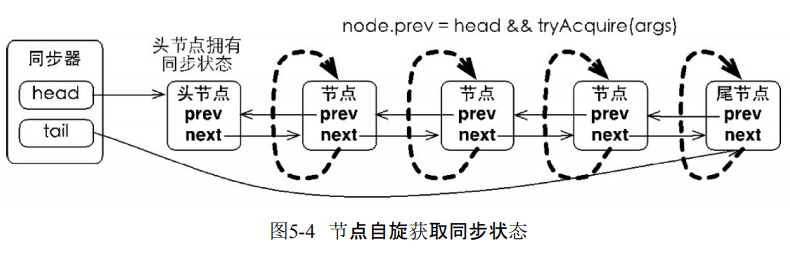 node.prev = head && tryAcquire(args)
同步器
head
tail
头节点拥有
同步状态
头节点
prev
next
节点
prev
next
节点
prev
next
节点
prev
next
尾节点
prev
next
图5-4 节点自旋获取同步状态